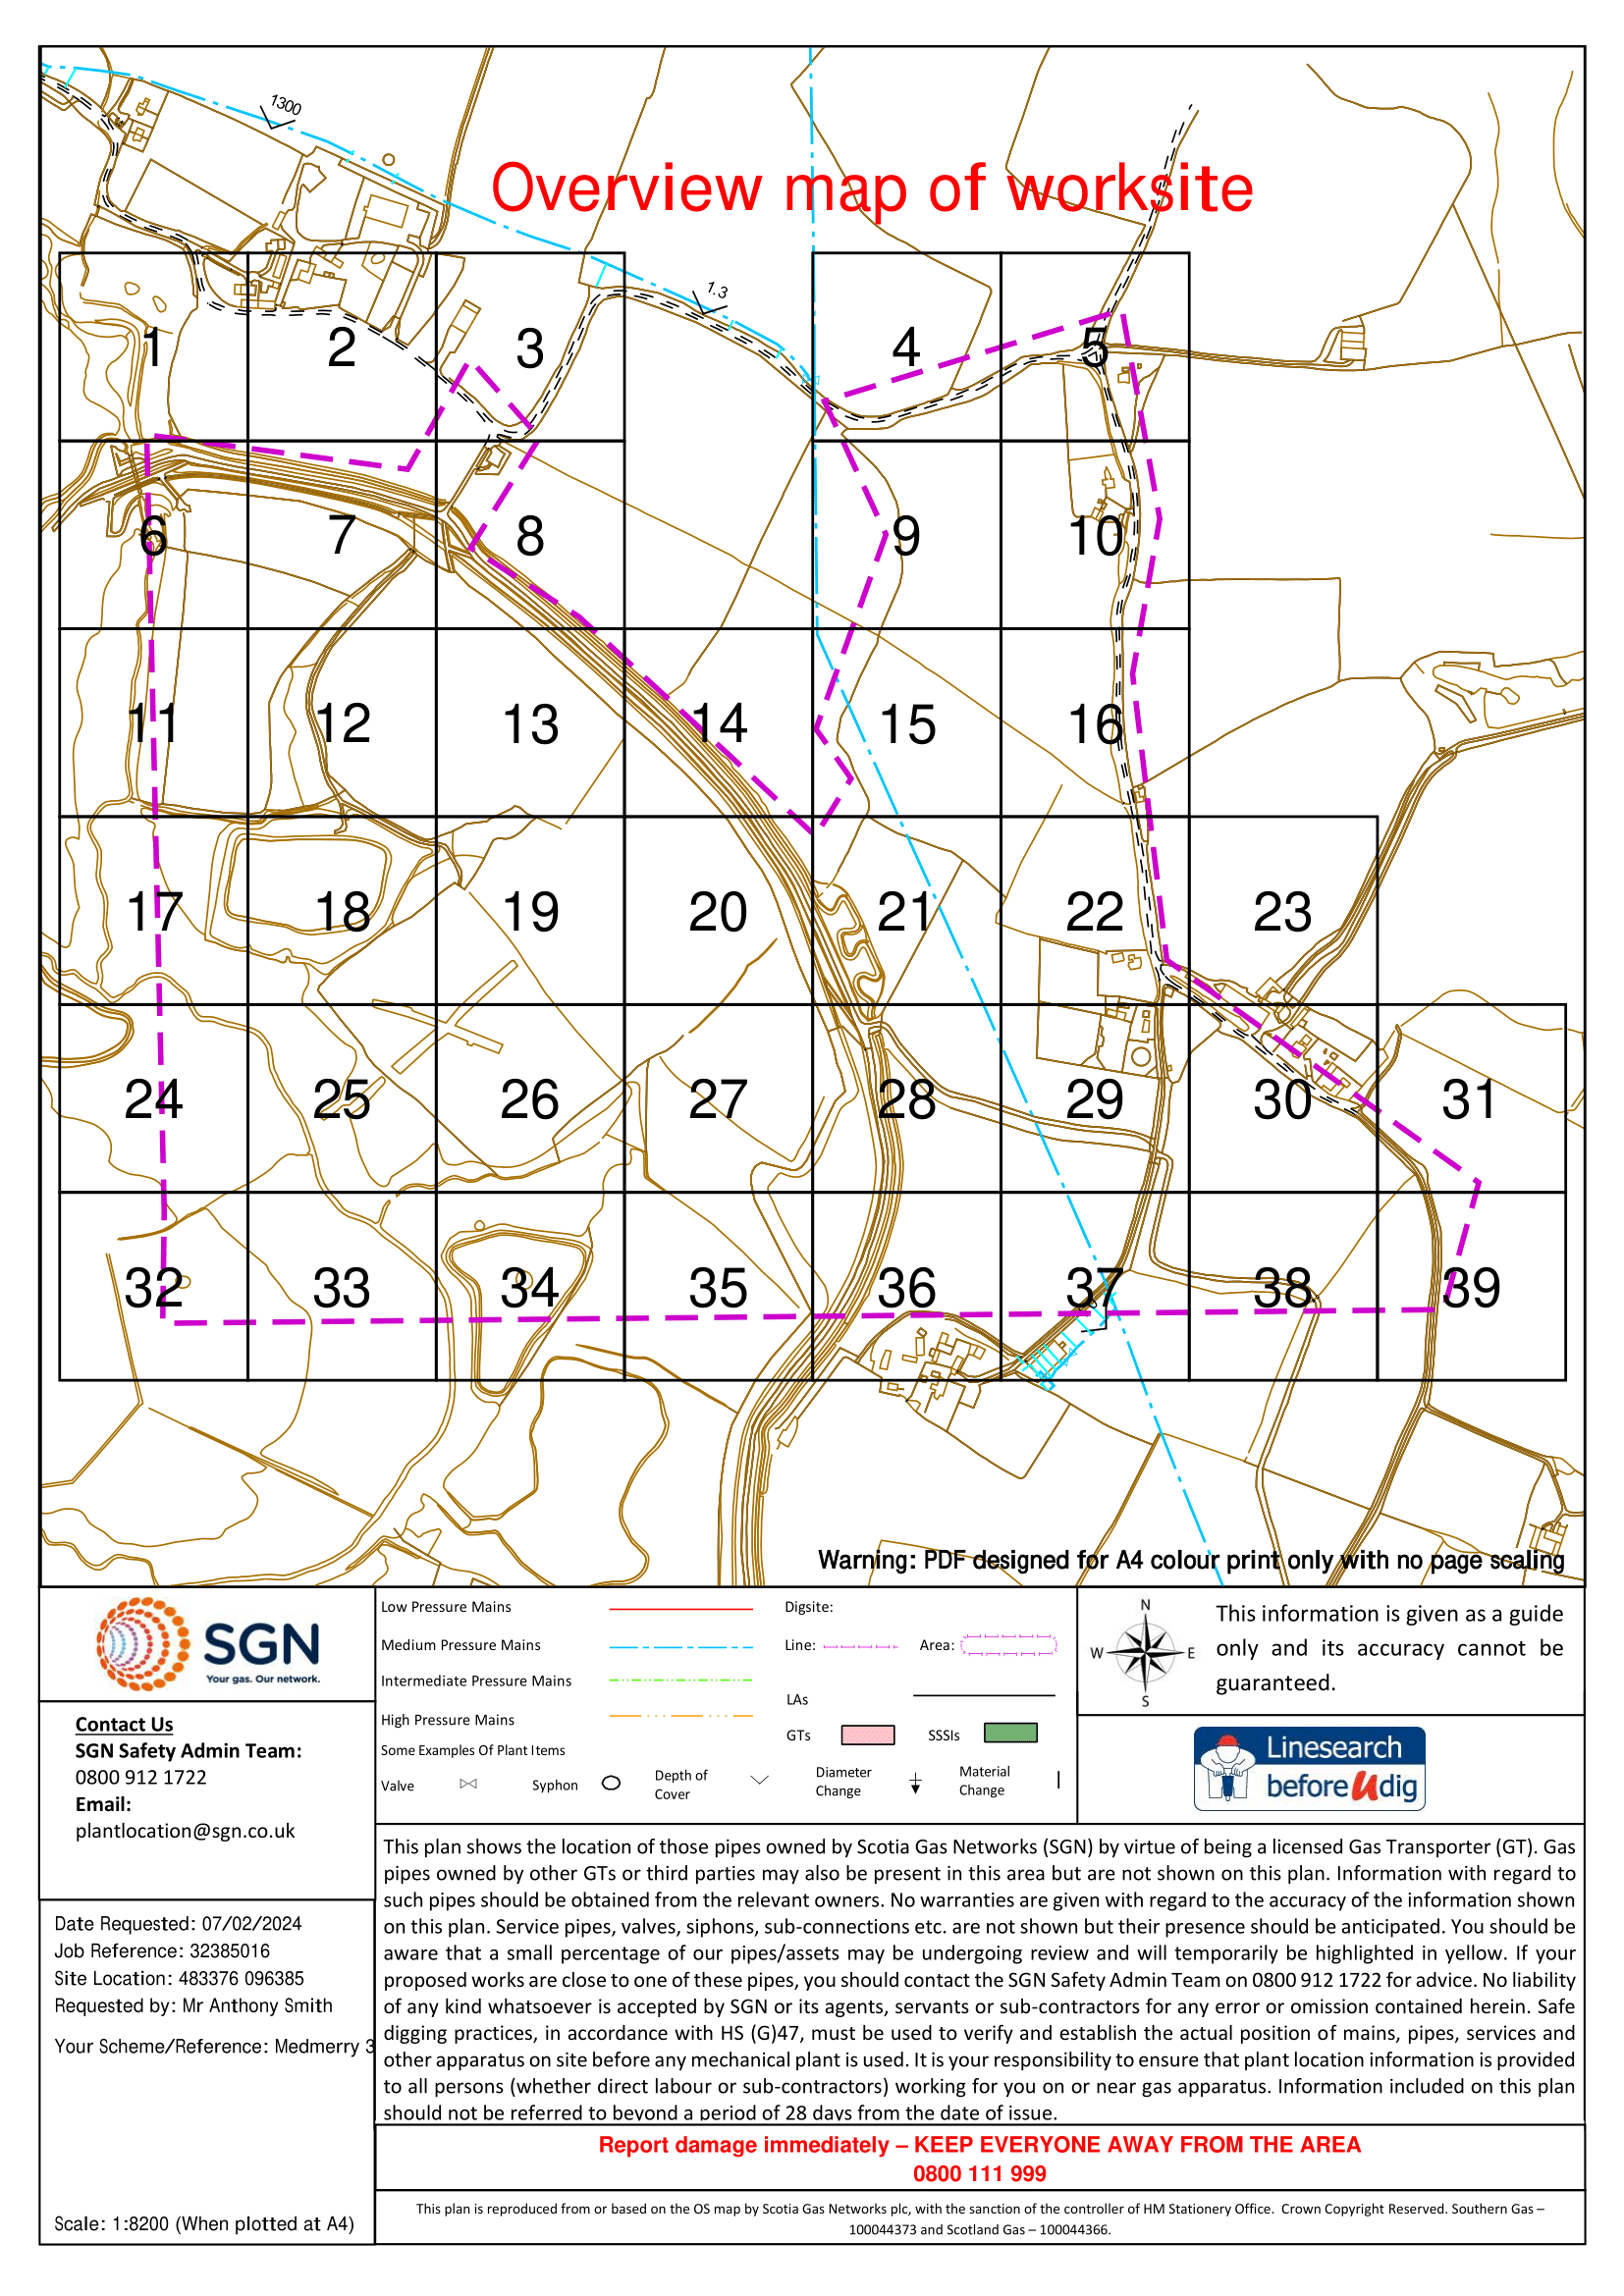 1300
Overview map of worksite
1.3
1
2
3
4
5
6
7
8
9
10
11
12
13
14
15
16
17
18
19
20
21
22
23
24
25
26
27
28
29
30
31
32
33
34
35
36
37
38
39
Warning: PDF designed for A4 colour print only with no page scaling
SGN
Your gas. Our network.
Contact Us
SGN Safety Admin Team:
0800 912 1722
Email:
plantlocation@sgn.co.uk
Date Requested: 07/02/2024
Job Reference: 32385016
Site Location: 483376 096385
Requested by: Mr Anthony Smith
Your Scheme/Reference: Medmerry 3
Scale: 1:8200 (When plotted at A4)
Low Pressure Mains
Medium Pressure Mains
Intermediate Pressure Mains
High Pressure Mains
Some Examples Of Plant Items
Valve
Syphon
Depth of
Cover
Diameter
Change
Material
Change
Digsite:
Line:
Area:
LAs
GTs
SSSIs
N
W
E
S
This information is given as a guide
only and its accuracy cannot be
guaranteed.
Linesearch
before U dig
This plan shows the location of those pipes owned by Scotia Gas Networks (SGN) by virtue of being a licensed Gas Transporter (GT). Gas
pipes owned by other GTs or third parties may also be present in this area but are not shown on this plan. Information with regard to
such pipes should be obtained from the relevant owners. No warranties are given with regard to the accuracy of the information shown
on this plan. Service pipes, valves, siphons, sub-connections etc. are not shown but their presence should be anticipated. You should be
aware that a small percentage of our pipes/assets may be undergoing review and will temporarily be highlighted in yellow. If your
proposed works are close to one of these pipes, you should contact the SGN Safety Admin Team on 0800 912 1722 for advice. No liability
of any kind whatsoever is accepted by SGN or its agents, servants or sub-contractors for any error or omission contained herein. Safe
digging practices, in accordance with HS (G)47, must be used to verify and establish the actual position of mains, pipes, services and
other apparatus on site before any mechanical plant is used. It is your responsibility to ensure that plant location information is provided
to all persons (whether direct labour or sub-contractors) working for you on or near gas apparatus. Information included on this plan
should not be referred to beyond a period of 28 days from the date of issue.
Report damage immediately – KEEP EVERYONE AWAY FROM THE AREA
0800 111 999
This plan is reproduced from or based on the OS map by Scotia Gas Networks plc, with the sanction of the controller of HM Stationery Office. Crown Copyright Reserved. Southern Gas –
100044373 and Scotland Gas – 100044366.